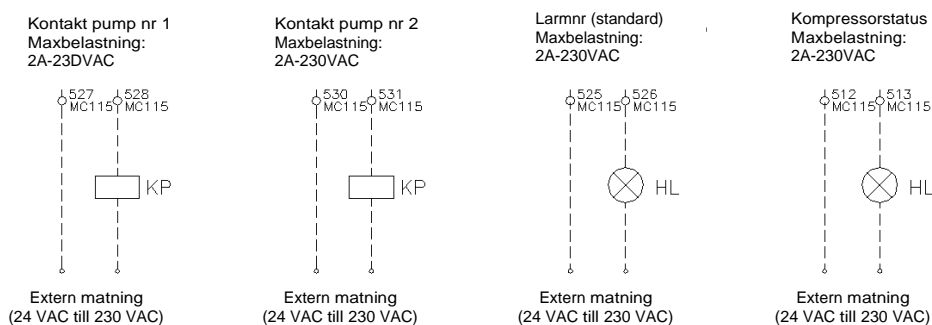 Kontakt pump nr 1
Maxbelastning:
2A-23DVAC
527
528
MC115
MC115
KP
Extern matning
(24 VAC till 230 VAC)
Kontakt pump nr 2
Maxbelastning:
2A-230VAC
530
531
MC115
MC115
KP
Extern matning
(24 VAC till 230 VAC)
Larmnr (standard)
Maxbelastning:
2A-230VAC
525
526
MC115
MC115
HL
Extern matning
(24 VAC till 230 VAC)
Kompressorstatus
Maxbelastning:
2A-230VAC
512
513
MC115
MC115
HL
Extern matning
(24 VAC till 230 VAC)